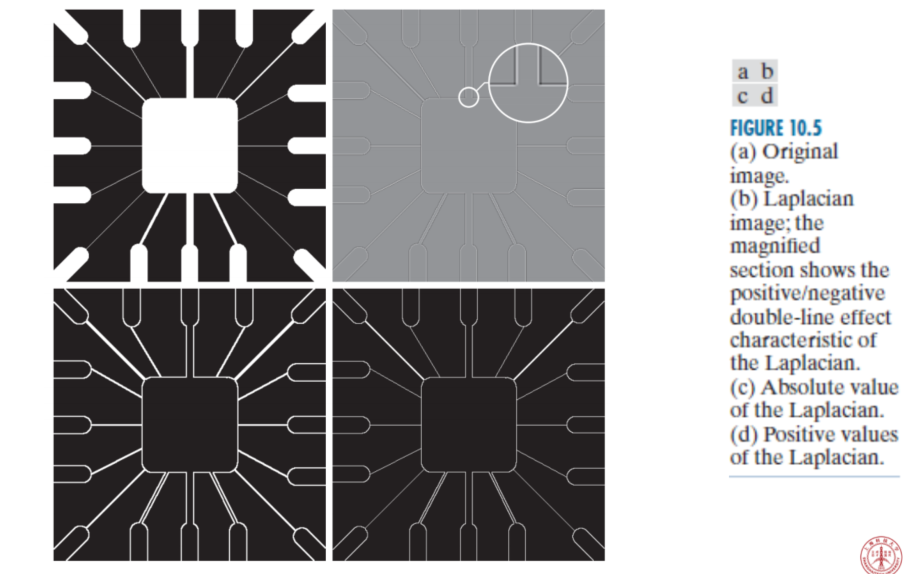 a b
c d
FIGURE 10.5
(a) Original
image.
(b) Laplacian
image; the
magnified
section shows the
positive/negative
double-line effect
characteristic of
the Laplacian.
(c) Absolute value
of the Laplacian.
(d) Positive values
of the Laplacian.